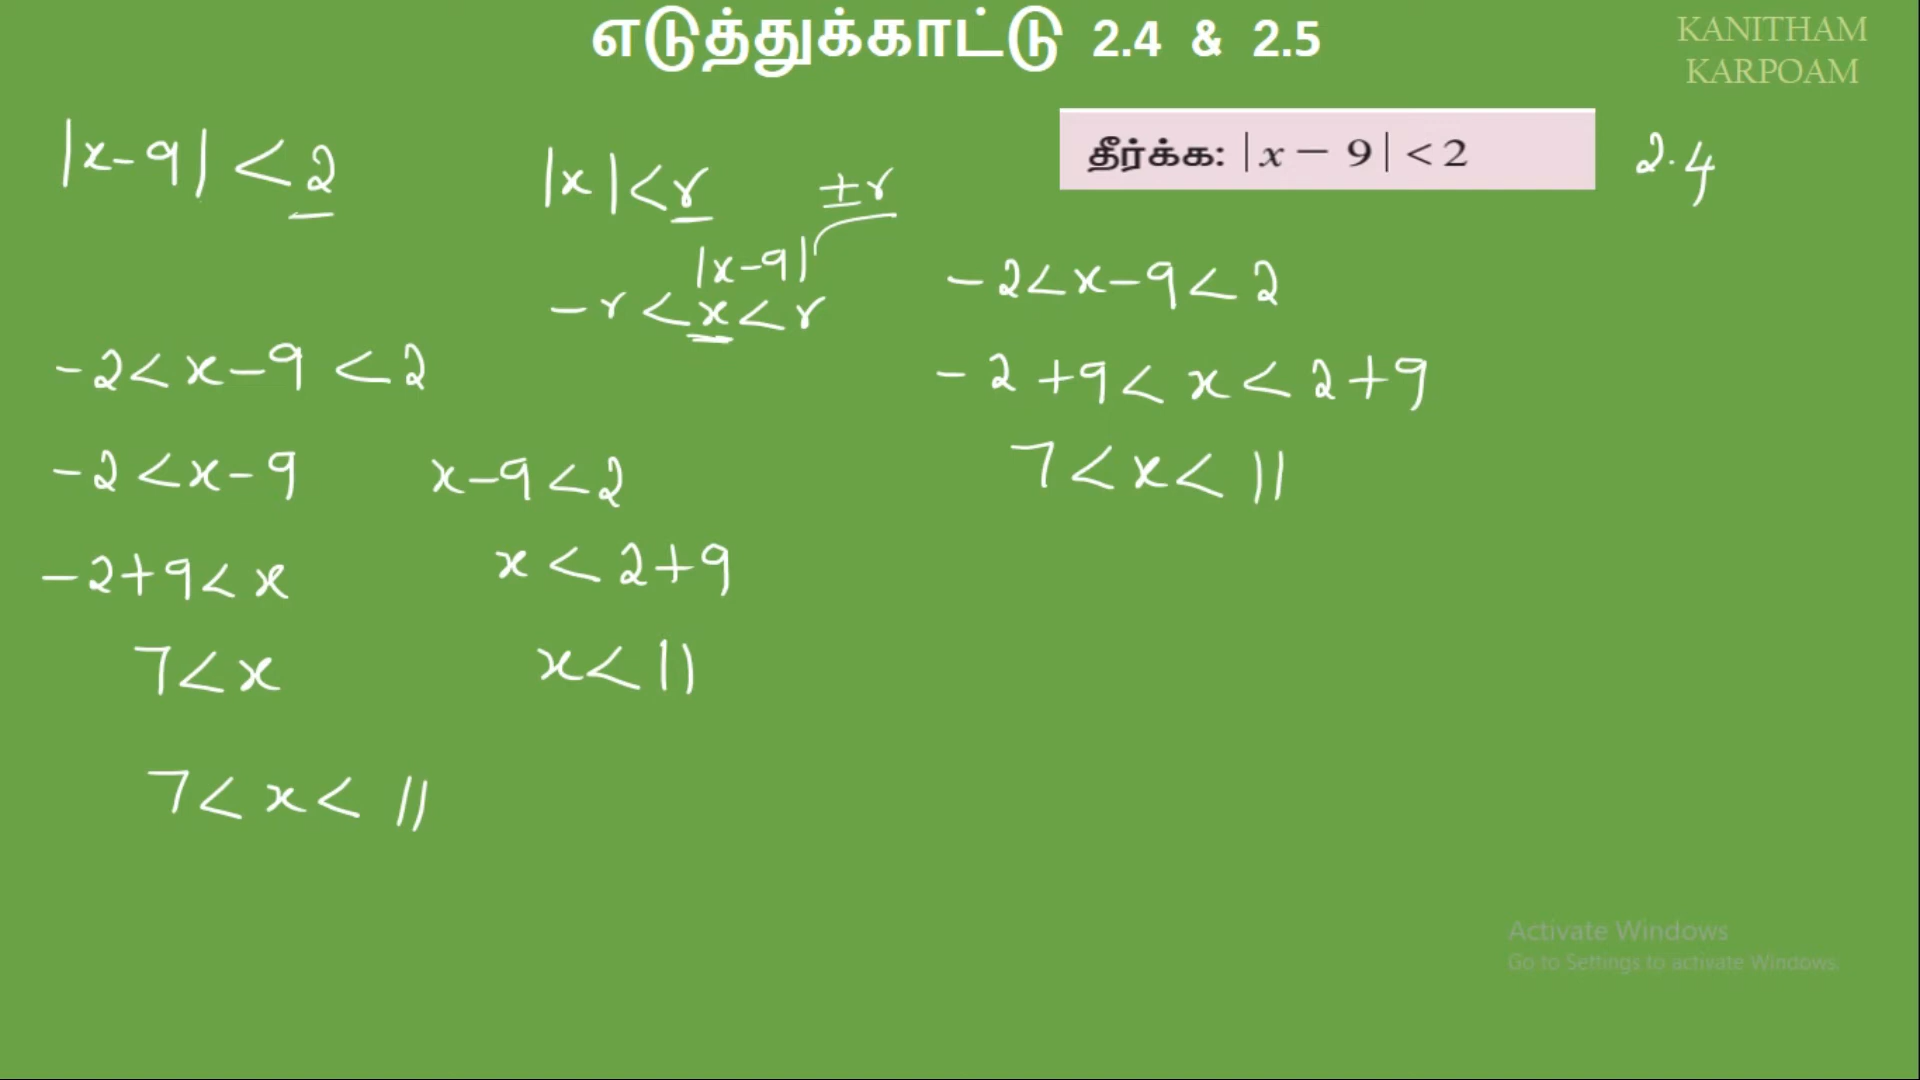 எடுத்துக்காட்டு 2.4 & 2.5
KANITHAM
KARPOAM
|x-9| < 2
|x| < r
±r
தீர்க்க: |x − 9| < 2
2.4
|x-9|
-r < x < r
-2 < x-9 < 2
-2+9 < x < 2+9
7 < x < 11
-2 < x-9 < 2
-2 < x-9
x-9 < 2
-2+9 < x
x < 2+9
7 < x
x < 11
7 < x < 11
Activate Windows
Go to Settings to activate Windows.